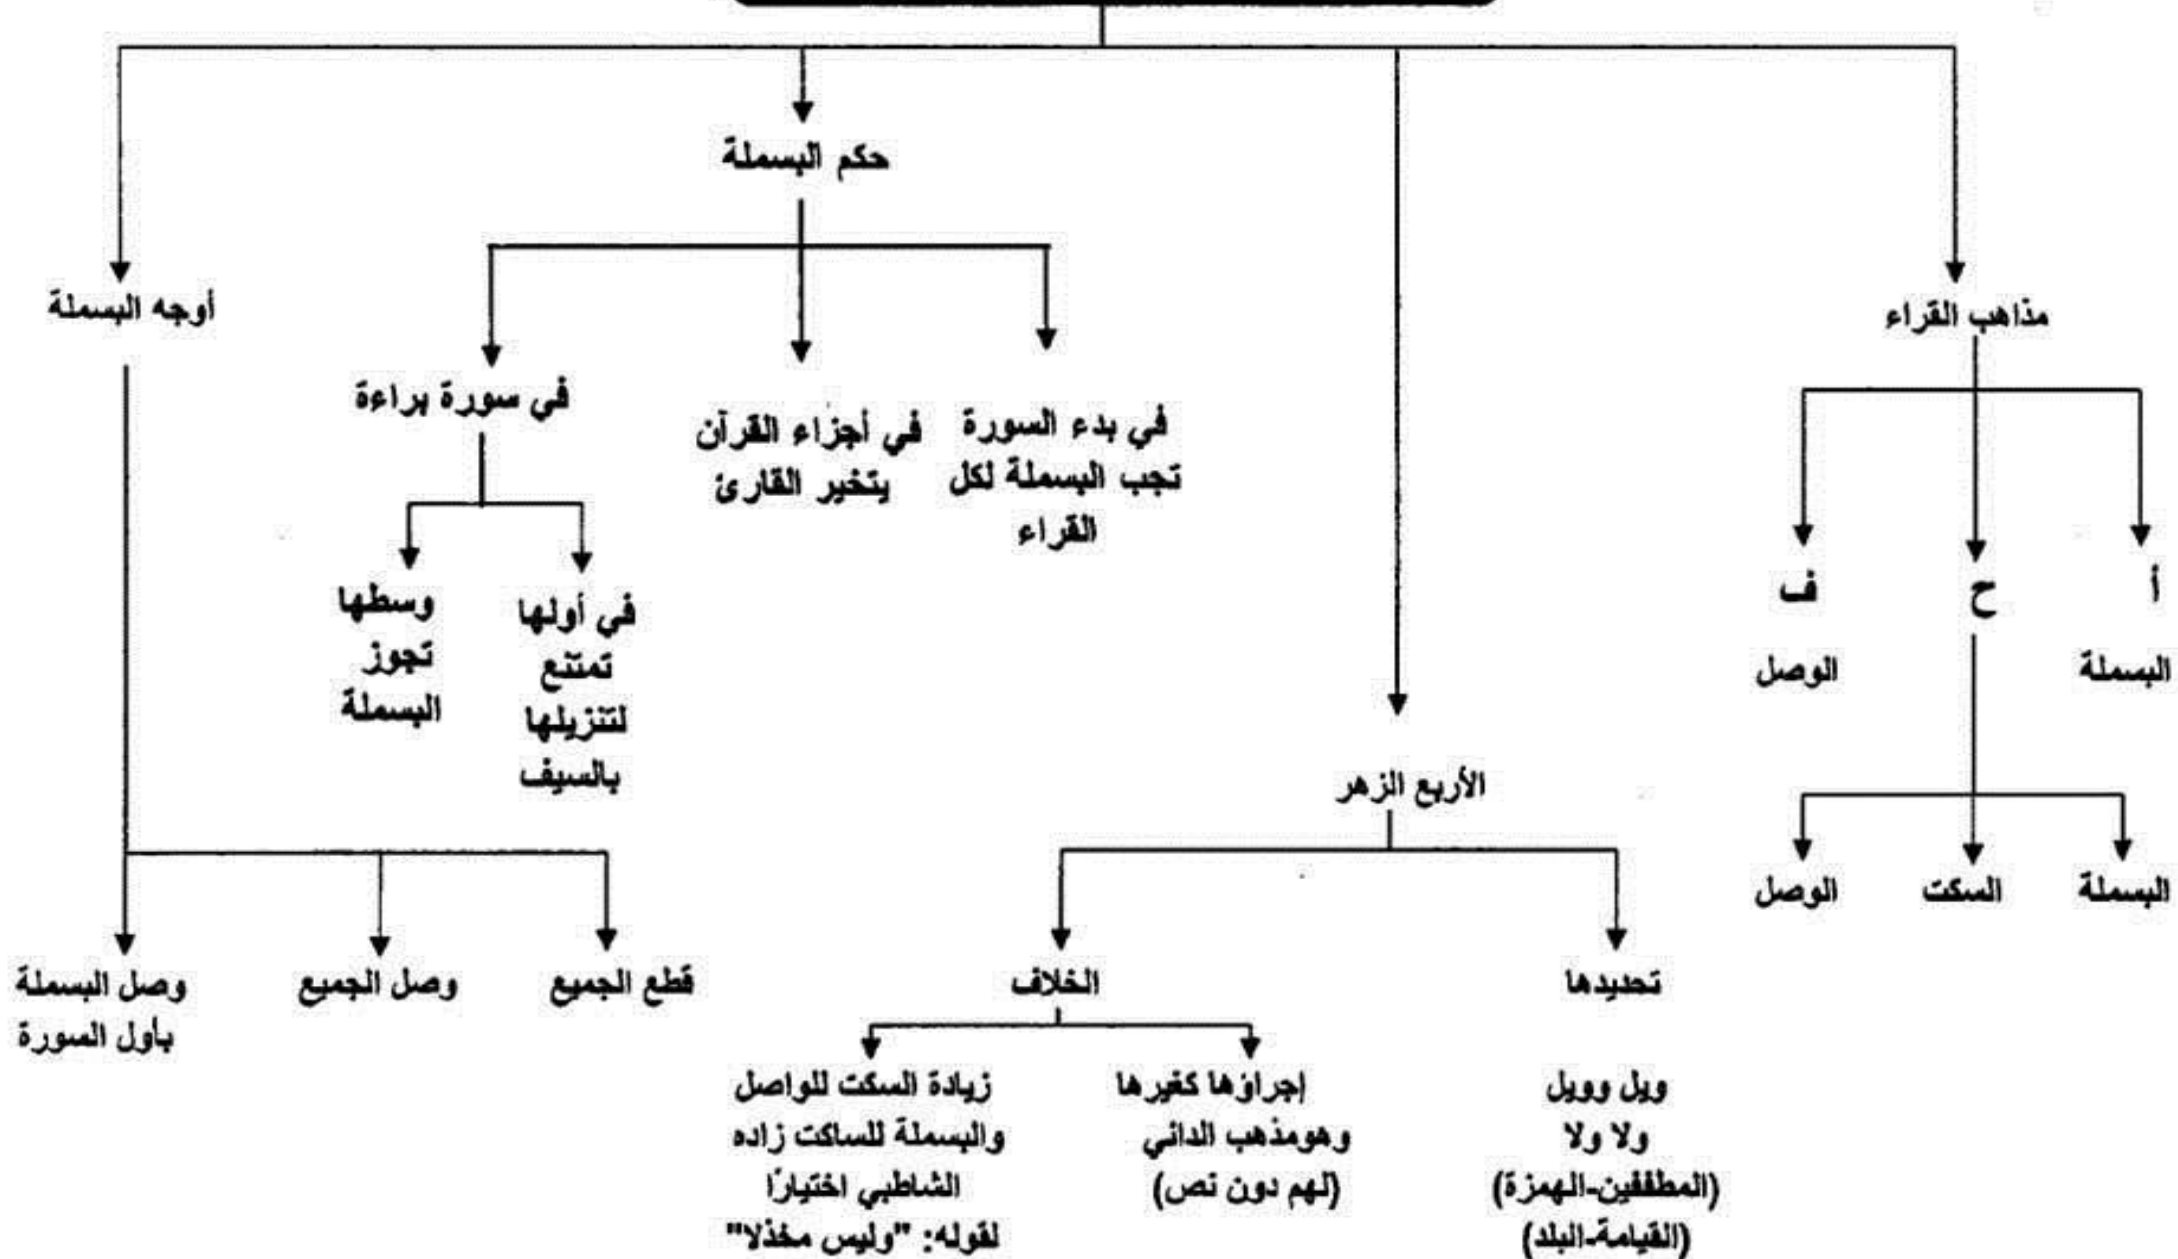 مذاهب القراء
أ
ح
ف
البسملة
الوصل
البسملة
السكت
الوصل
الأربع الزهر
تحديدها
ويل وويل
ولا ولا
(المطففين-الهمزة)
(القيامة-البلد)
الخلاف
إجراؤها كغيرها
وهومذهب الداني
(لهم دون نص)
زيادة السكت للواصل
والبسملة للساكت زاده
الشاطبي اختيارًا
لقوله: "وليس مخذلا"
حكم البسملة
في بدء السورة
تجب البسملة لكل
القراء
في أجزاء القرآن
يتخير القارئ
في سورة براءة
في أولها
تمتنع
لتنزيلها
بالسيف
وسطها
تجوز
البسملة
أوجه البسملة
قطع الجميع
وصل الجميع
وصل البسملة
بأول السورة